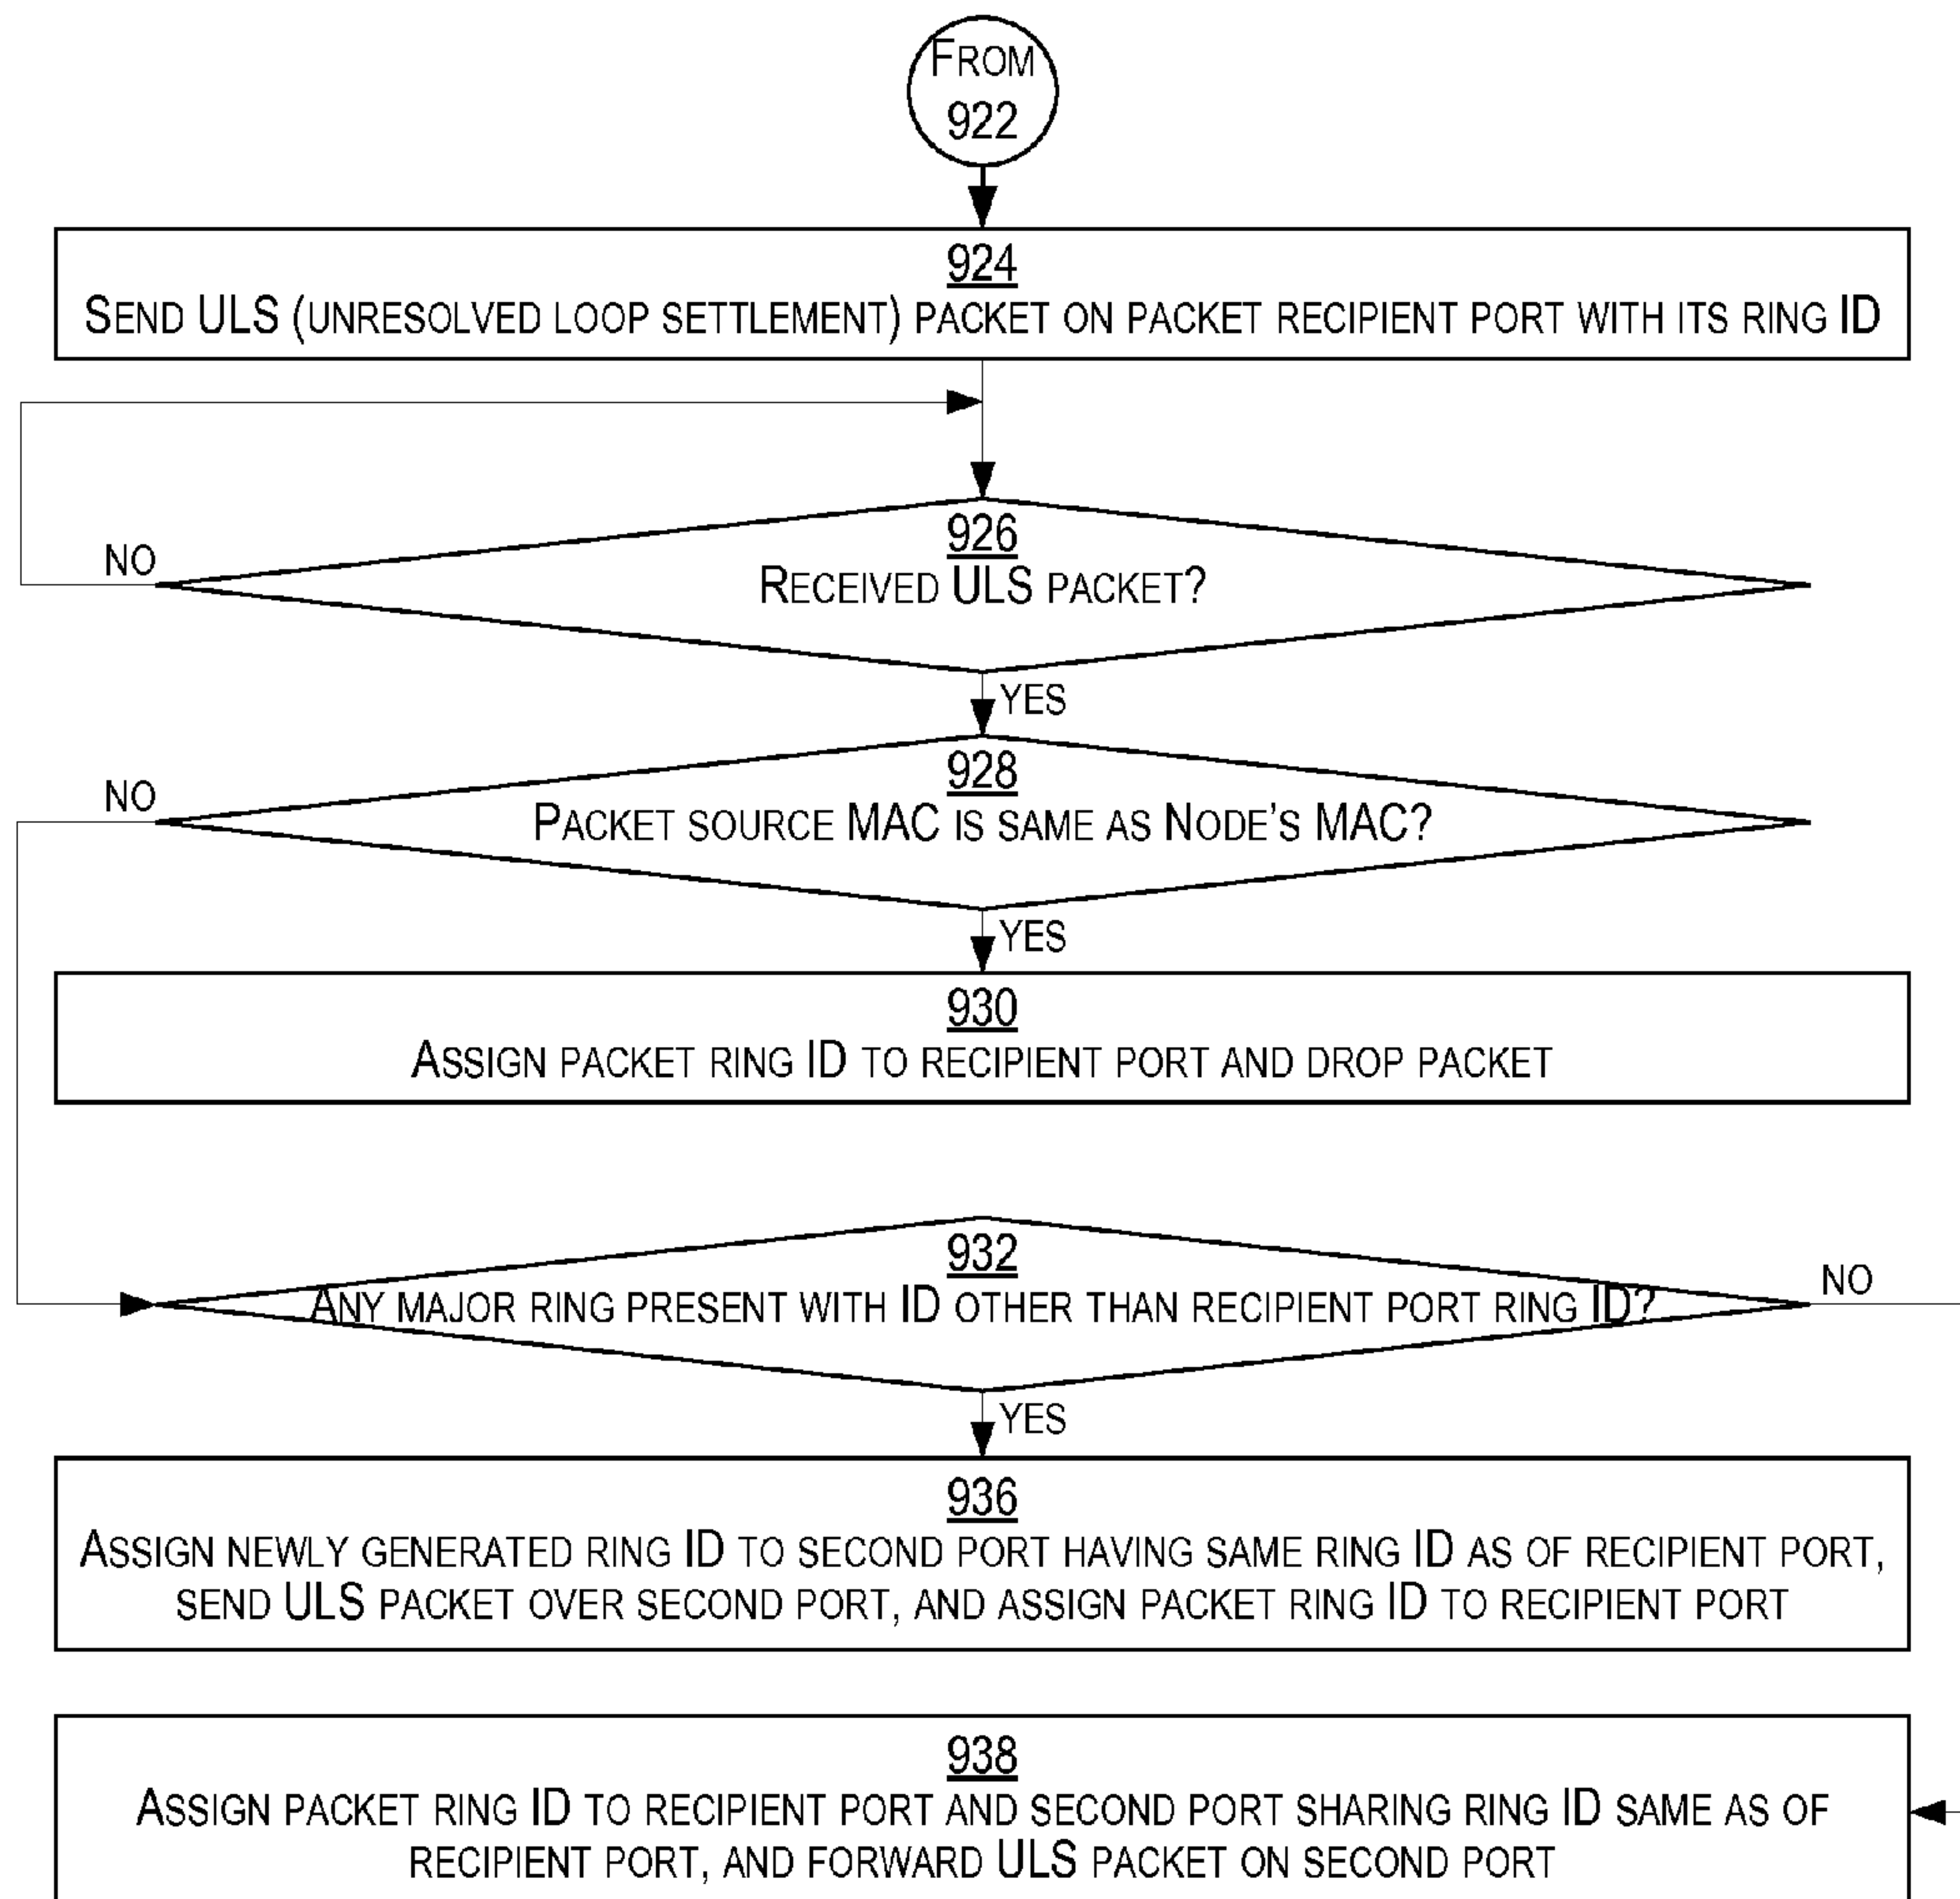 From
922
924
Send ULS (unresolved loop settlement) packet on packet recipient port with its ring ID
926
Received ULS packet?
NO
YES
928
Packet source MAC is same as Node's MAC?
NO
YES
930
Assign packet ring ID to recipient port and drop packet
932
Any major ring present with ID other than recipient port ring ID?
NO
YES
936
Assign newly generated ring ID to second port having same ring ID as of recipient port,
send ULS packet over second port, and assign packet ring ID to recipient port
938
Assign packet ring ID to recipient port and second port sharing ring ID same as of
recipient port, and forward ULS packet on second port